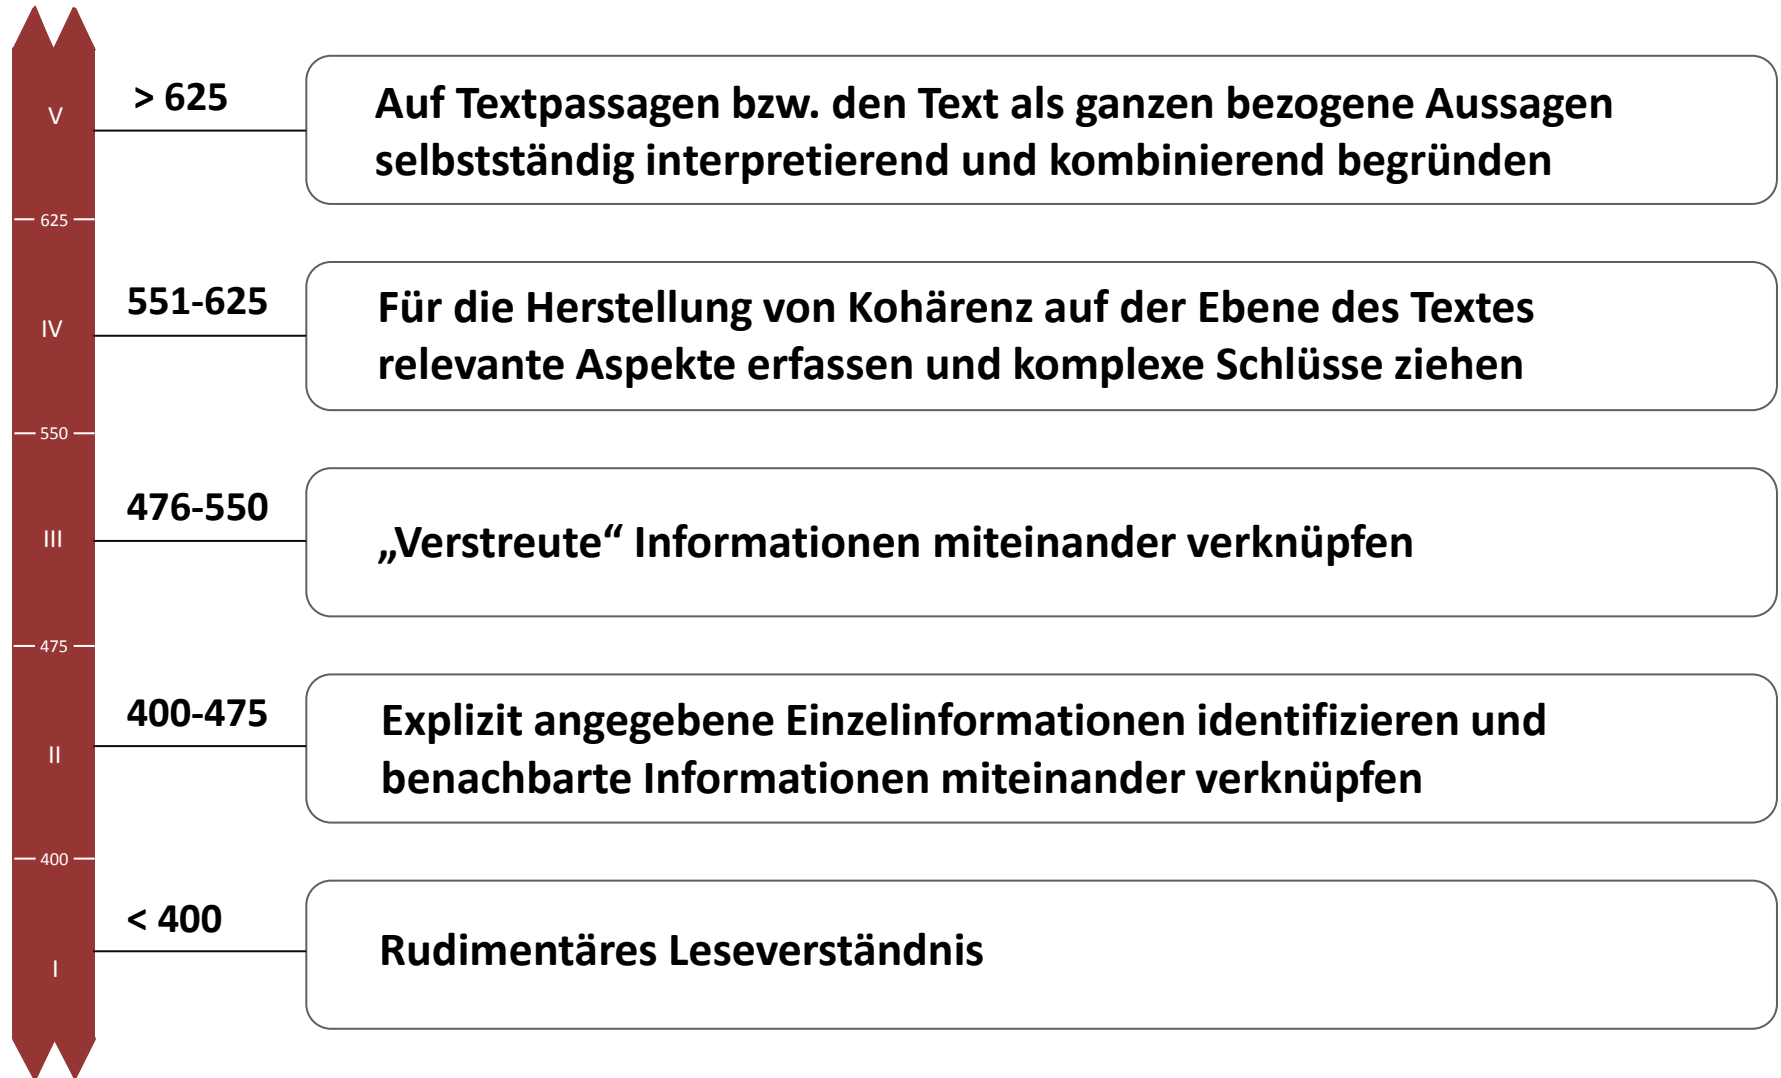 V
> 625
Auf Textpassagen bzw. den Text als ganzen bezogene Aussagen
selbstständig interpretierend und kombinierend begründen
625
IV
551-625
Für die Herstellung von Kohärenz auf der Ebene des Textes
relevante Aspekte erfassen und komplexe Schlüsse ziehen
550
III
476-550
„Verstreute“ Informationen miteinander verknüpfen
475
II
400-475
Explizit angegebene Einzelinformationen identifizieren und
benachbarte Informationen miteinander verknüpfen
400
I
< 400
Rudimentäres Leseverständnis